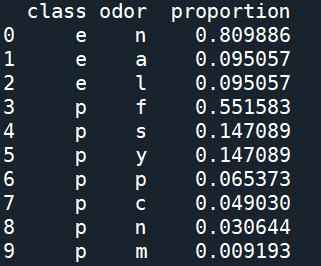 class odor proportion
0 e n 0.809886
1 e a 0.095057
2 e l 0.095057
3 p f 0.551583
4 p s 0.147089
5 p y 0.147089
6 p p 0.065373
7 p c 0.049030
8 p n 0.030644
9 p m 0.009193